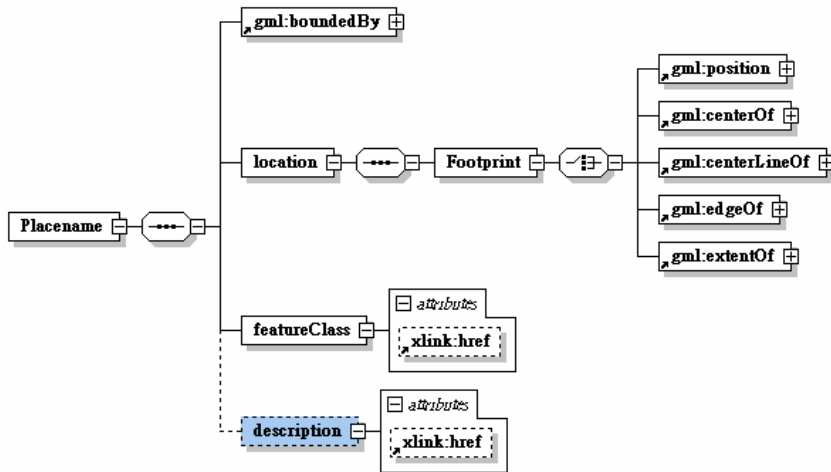 gml:boundedBy
gml:position
gml:centerOf
location
Footprint
gml:centerLineOf
gml:edgeOf
Placename
gml:extentOf
attributes
featureClass
xlink:href
attributes
description
xlink:href